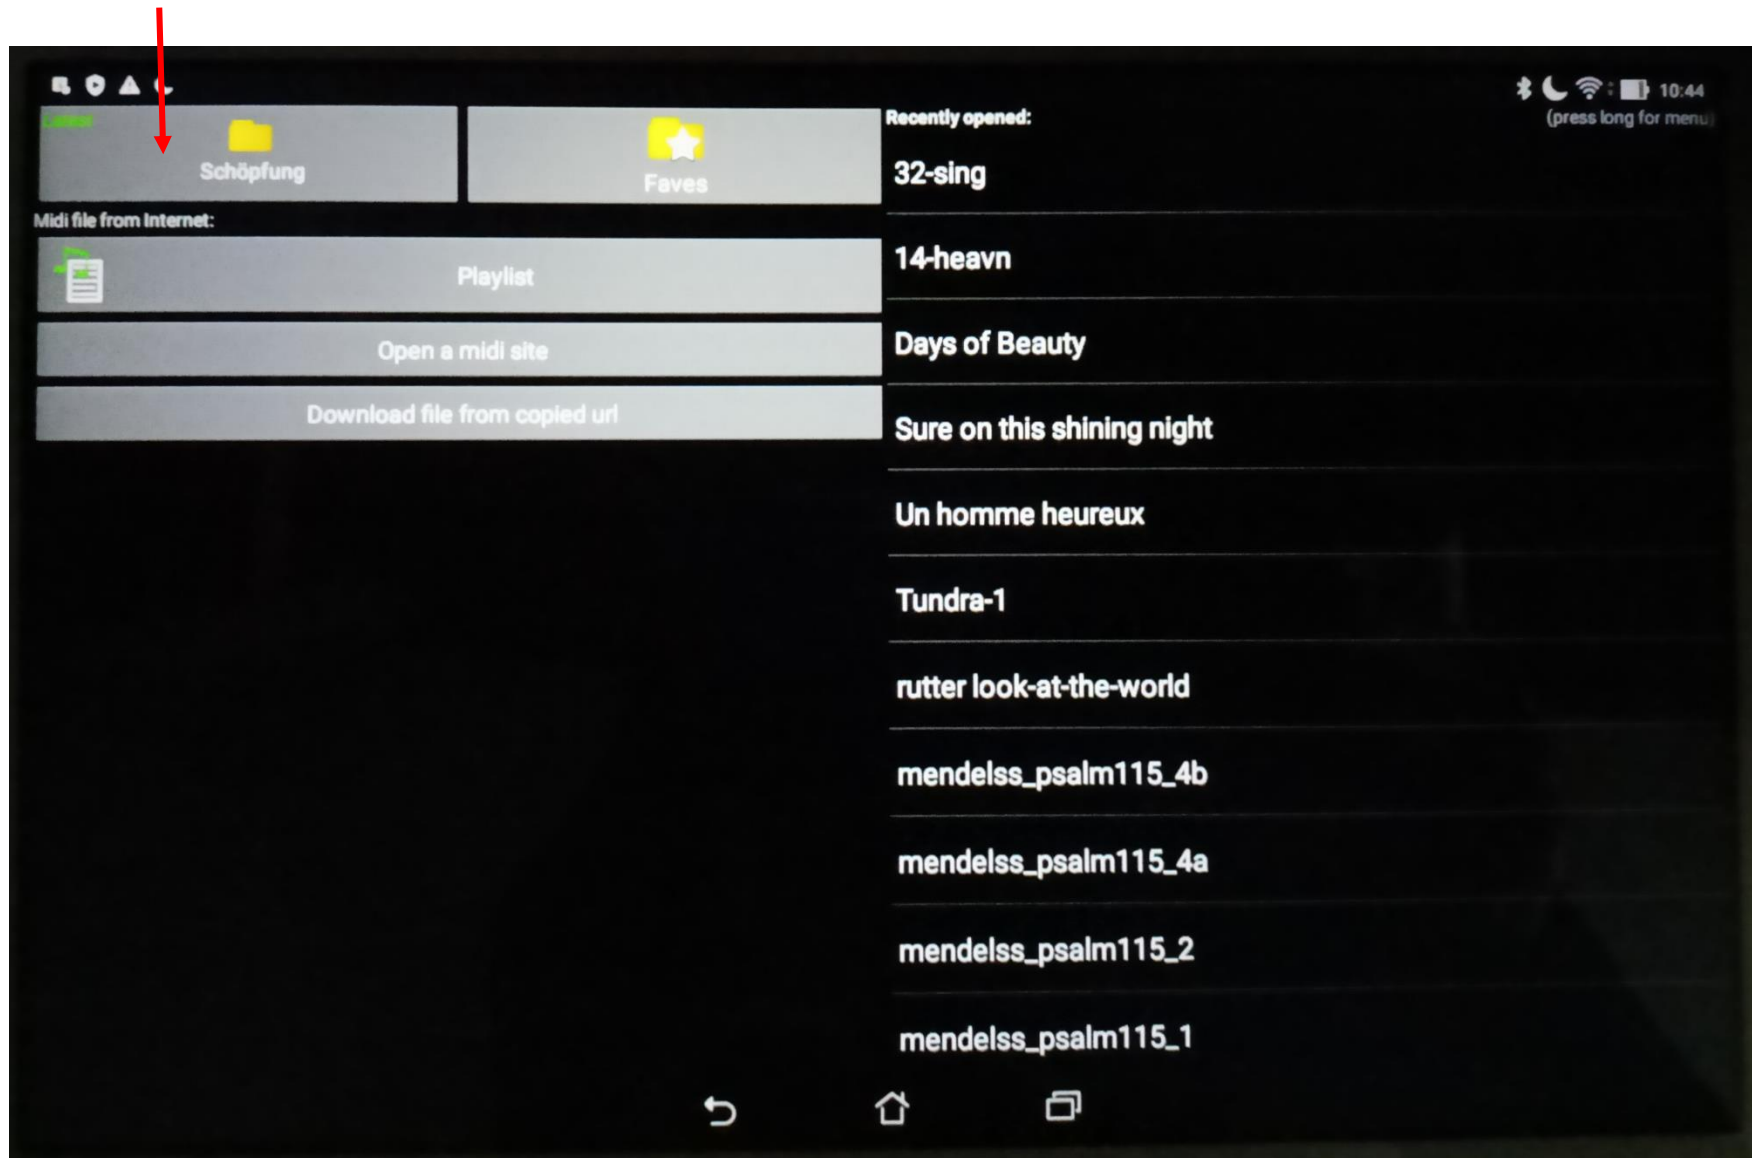 10:44
Latest
Schöpfung
Faves
Midi file from Internet:
Playlist
Open a midi site
Download file from copied url
Recently opened:
(press long for menu)
32-sing
14-heavn
Days of Beauty
Sure on this shining night
Un homme heureux
Tundra-1
rutter look-at-the-world
mendelss_psalm115_4b
mendelss_psalm115_4a
mendelss_psalm115_2
mendelss_psalm115_1